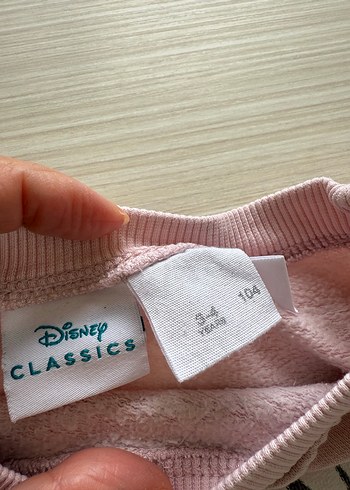 Disney
CLASSICS
3-4
YEARS
104